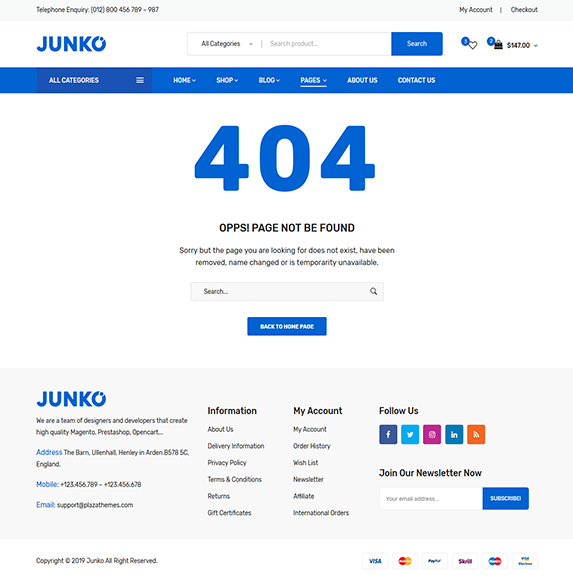 Telephone Enquiry: (012) 800 456 789 – 987
My Account | Checkout
JUNKO
All Categories
Search product...
Search
3
2
$147.00
ALL CATEGORIES
HOME
SHOP
BLOG
PAGES
ABOUT US
CONTACT US
404
OPPS! PAGE NOT BE FOUND
Sorry but the page you are looking for does not exist, have been
removed, name changed or is temporarity unavailable.
Search...
BACK TO HOME PAGE
JUNKO
We are a team of designers and developers that create
high quality Magento, Prestashop, Opencart...
Address The Barn, Ullenhall, Henley in Arden B578 5C,
England.
Mobile: +123.456.789 – +123.456.678
Email: support@plazathemes.com
Information
About Us
Delivery Information
Privacy Policy
Terms & Conditions
Returns
Gift Certificates
My Account
My Account
Order History
Wish List
Newsletter
Affiliate
International Orders
Follow Us
Join Our Newsletter Now
Your email address...
SUBSCRIBE!
Copyright © 2019 Junko All Right Reserved.
VISA
MasterCard
PayPal
Skrill
Maestro
VISA
Electron